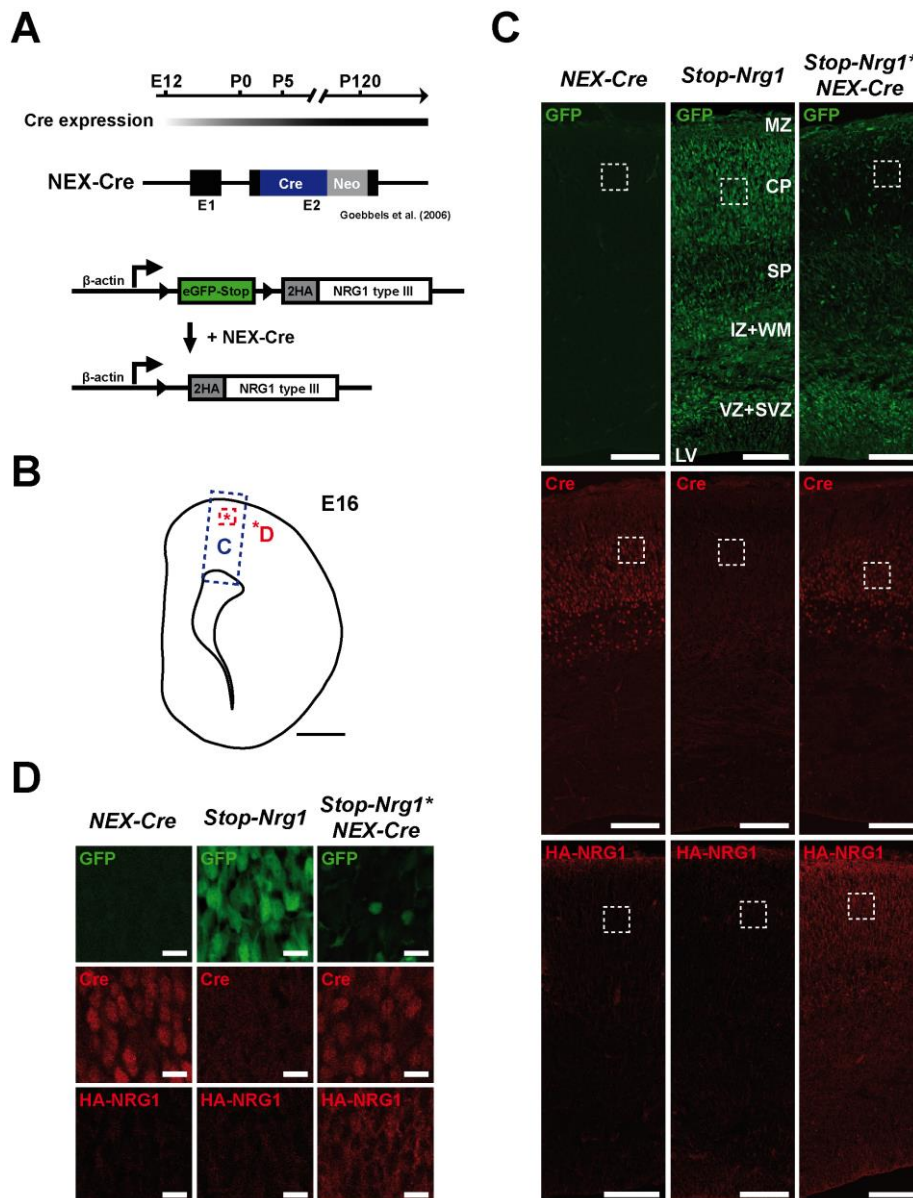 A
E12 P0 P5 P120
Cre expression
NEX-Cre
Cre Neo
E1 E2
Goebbels et al. (2006)
β-actin eGFP-Stop 2HA NRG1 type III
+ NEX-Cre
β-actin 2HA NRG1 type III
B
E16
*
*D
C
D
NEX-Cre Stop-Nrg1 Stop-Nrg1*
NEX-Cre
GFP GFP GFP
Cre Cre Cre
HA-NRG1 HA-NRG1 HA-NRG1
C
NEX-Cre Stop-Nrg1 Stop-Nrg1*
NEX-Cre
GFP GFP GFP
MZ
CP
SP
IZ+WM
VZ+SVZ
LV
Cre Cre Cre
HA-NRG1 HA-NRG1 HA-NRG1